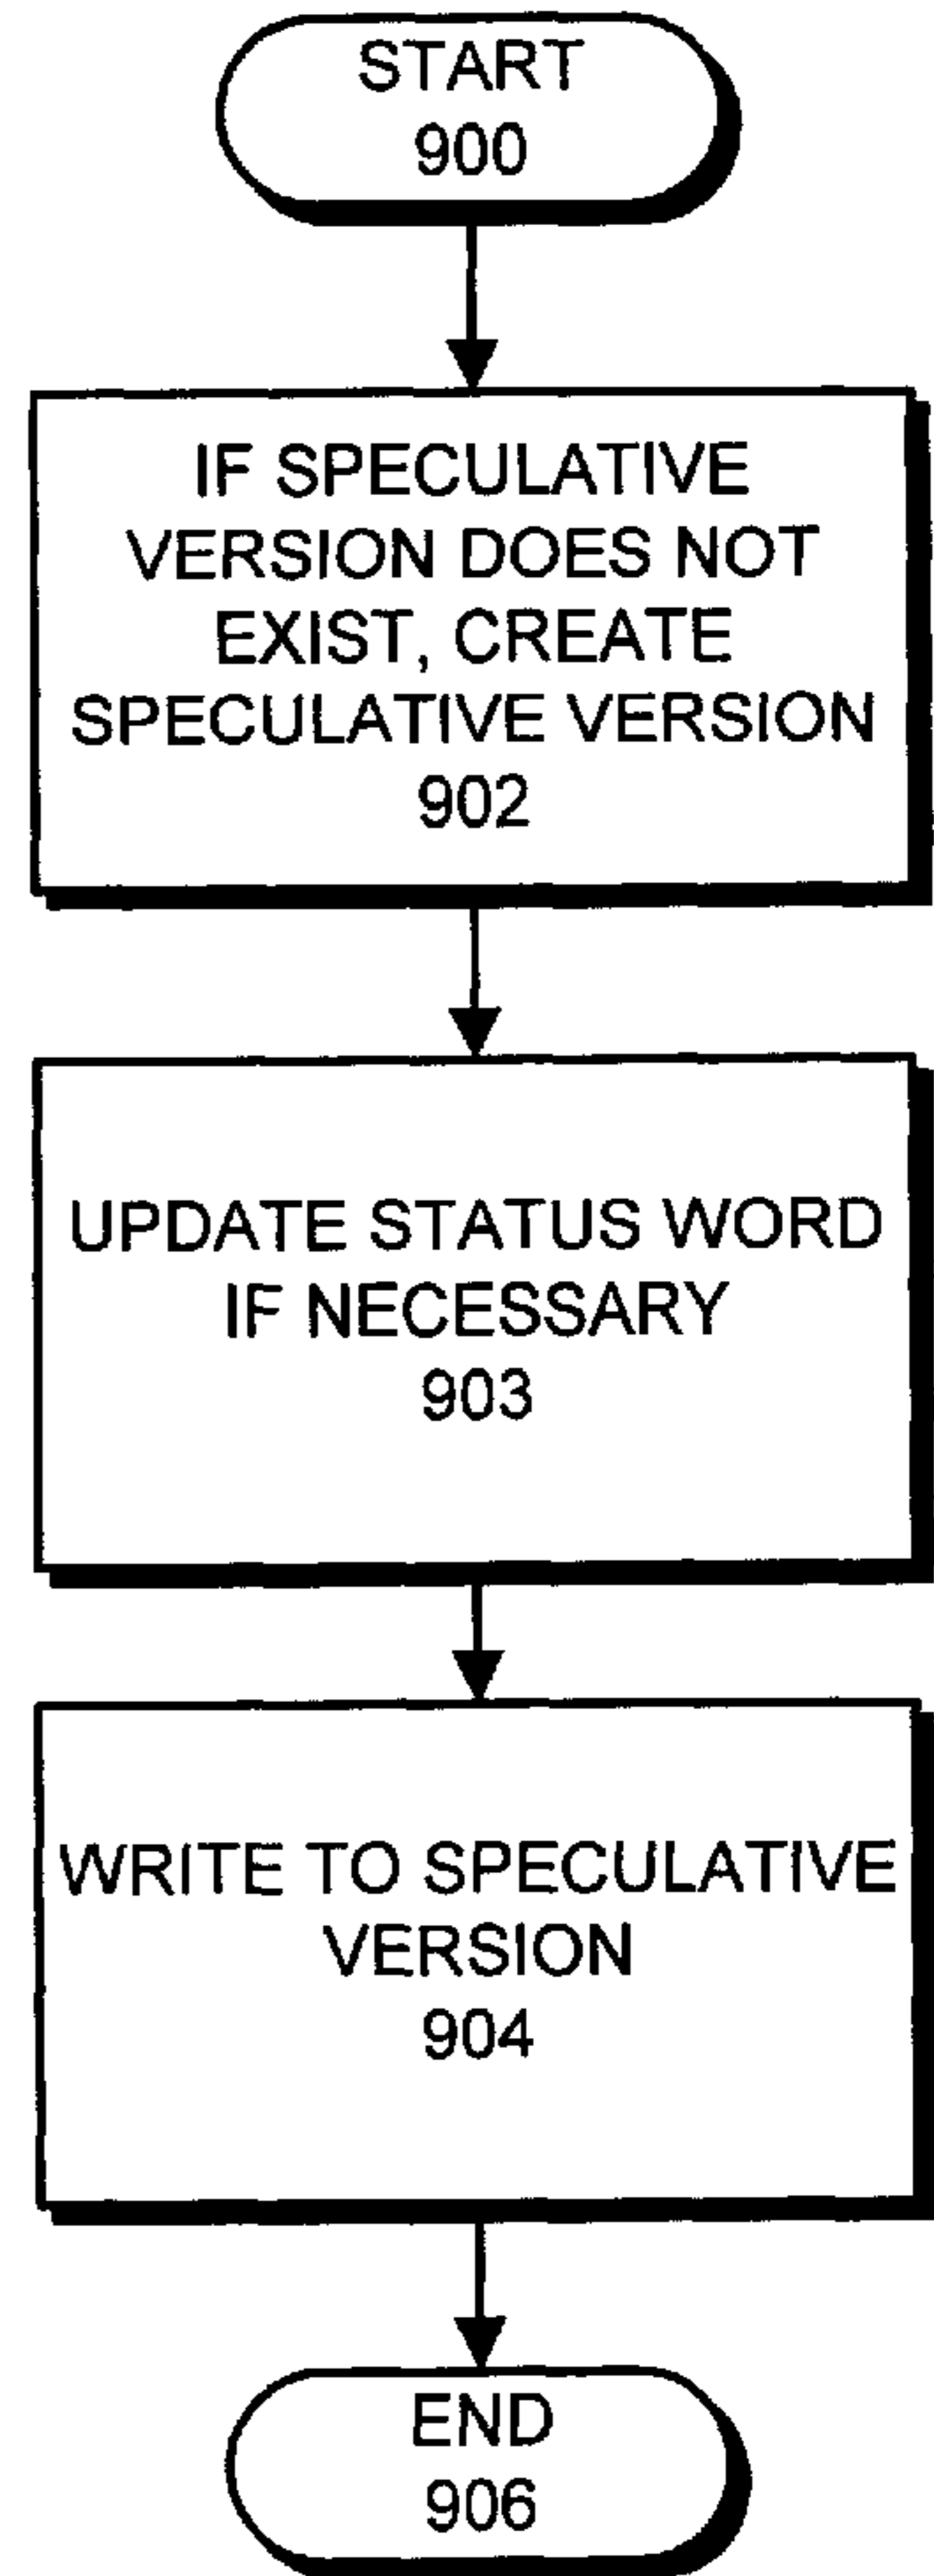 START
900
IF SPECULATIVE
VERSION DOES NOT
EXIST, CREATE
SPECULATIVE VERSION
902
UPDATE STATUS WORD
IF NECESSARY
903
WRITE TO SPECULATIVE
VERSION
904
END
906